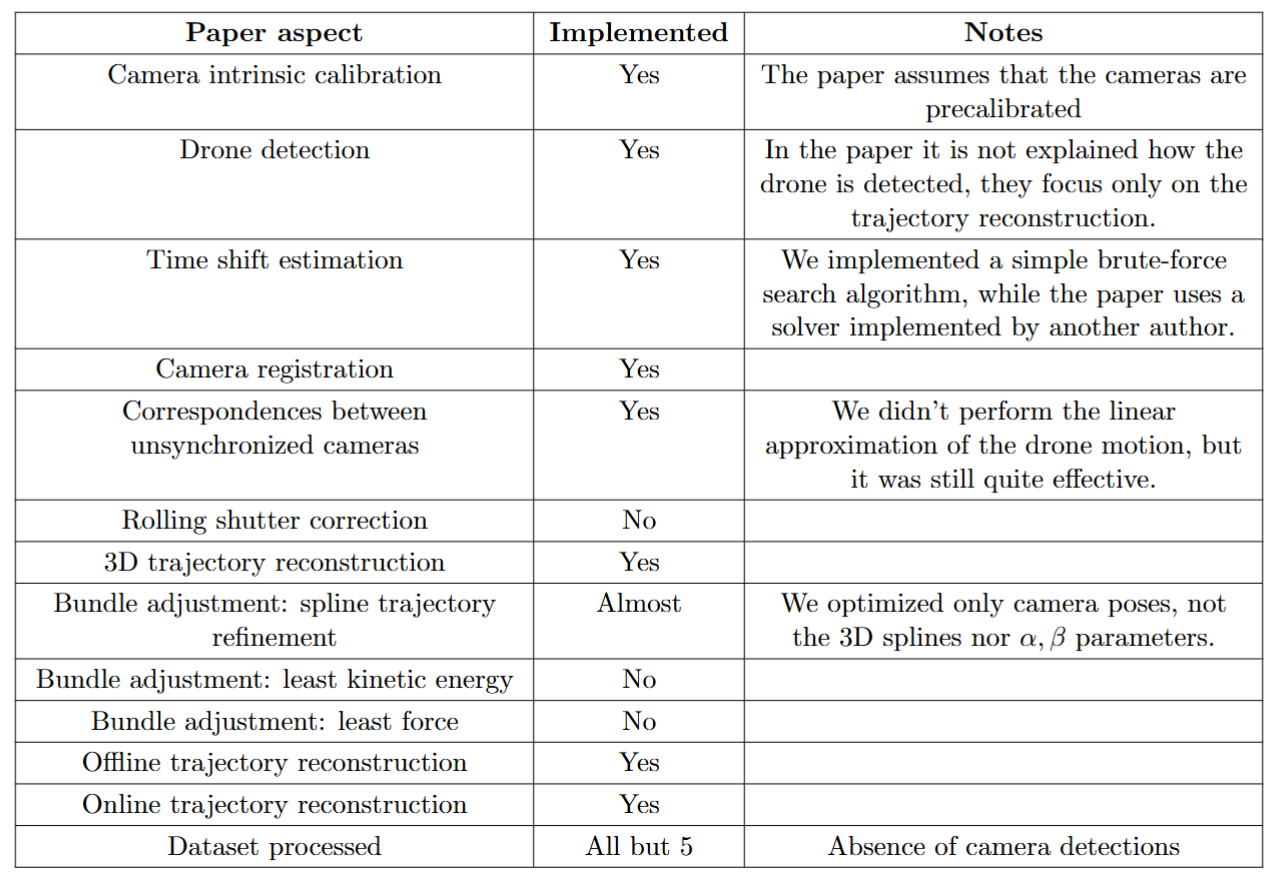 Paper aspect Implemented Notes
Camera intrinsic calibration Yes The paper assumes that the cameras are
precalibrated
Drone detection Yes In the paper it is not explained how the
drone is detected, they focus only on the
trajectory reconstruction.
Time shift estimation Yes We implemented a simple brute-force
search algorithm, while the paper uses a
solver implemented by another author.
Camera registration Yes
Correspondences between Yes We didn't perform the linear
unsynchronized cameras approximation of the drone motion, but
it was still quite effective.
Rolling shutter correction No
3D trajectory reconstruction Yes
Bundle adjustment: spline trajectory Almost We optimized only camera poses, not
refinement the 3D splines nor α, β parameters.
Bundle adjustment: least kinetic energy No
Bundle adjustment: least force No
Offline trajectory reconstruction Yes
Online trajectory reconstruction Yes
Dataset processed All but 5 Absence of camera detections